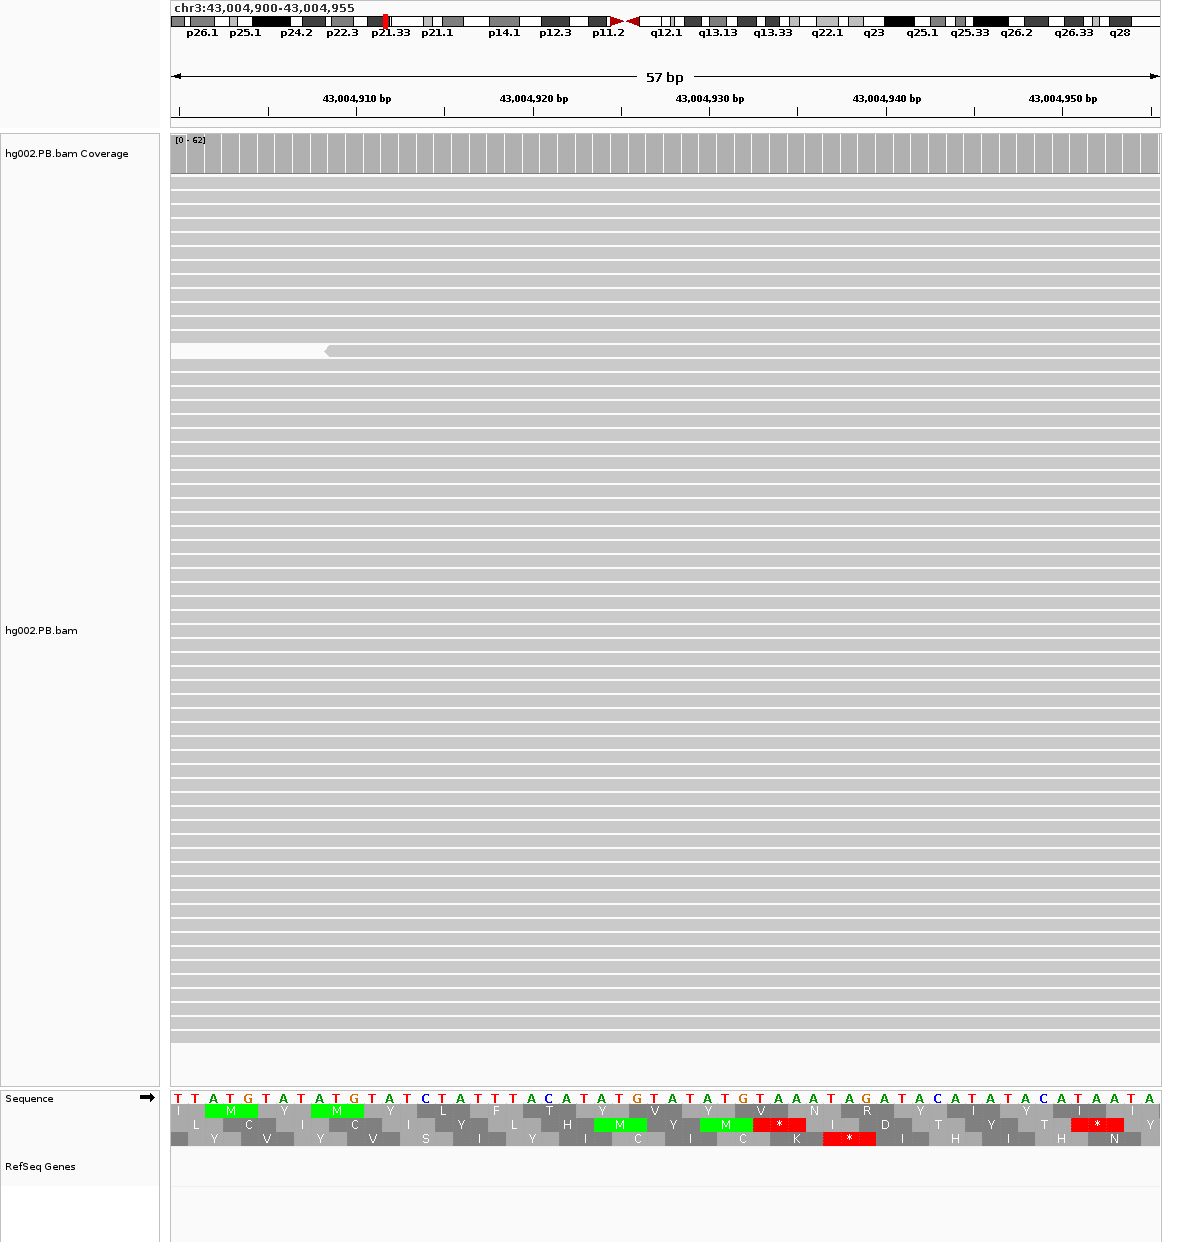 chr3:43,004,900-43,004,955
p26.1 p25.1 p24.2 p22.3 p21.33 p21.1 p14.1 p12.3 p11.2 q12.1 q13.13 q13.33 q22.1 q23 q25.1 q25.33 q26.2 q26.33 q28
57 bp
43,004,910 bp 43,004,920 bp 43,004,930 bp 43,004,940 bp 43,004,950 bp
[0 - 62]
hg002.PB.bam Coverage
hg002.PB.bam
Sequence T T A T G T A T A T G T A T C T A T T T A C A T A T G T A T A T G T A A A T A G A T A C A T A T A C A T A A T A
I M Y M Y L F T Y V Y V N R Y I Y I I
L C I C I Y L H M Y M * I D T Y T * Y
Y V Y V S I Y I C I C K * I H I H N
RefSeq Genes